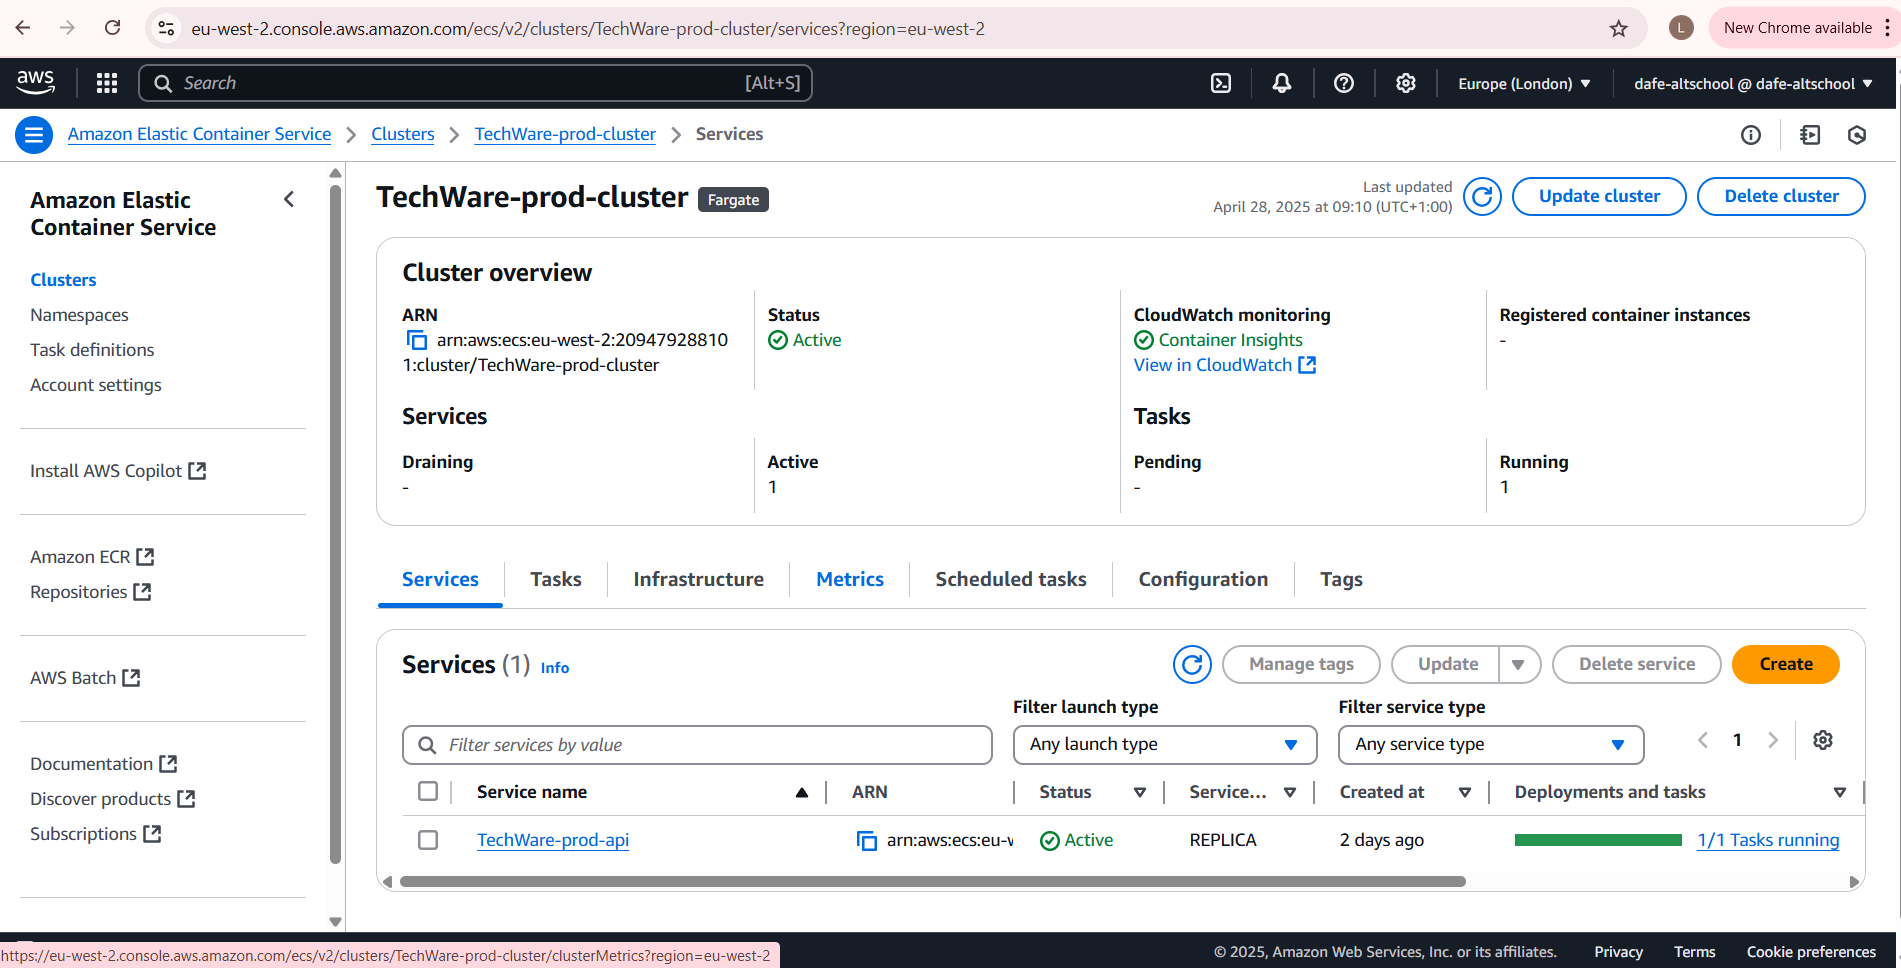 eu-west-2.console.aws.amazon.com/ecs/v2/clusters/TechWare-prod-cluster/services?region=eu-west-2
L
New Chrome available
aws
Search
[Alt+S]
Europe (London)
dafe-altschool @ dafe-altschool
Amazon Elastic Container Service
Clusters
TechWare-prod-cluster
Services
Amazon Elastic
Container Service
Clusters
Namespaces
Task definitions
Account settings
Install AWS Copilot
Amazon ECR
Repositories
AWS Batch
Documentation
Discover products
Subscriptions
TechWare-prod-cluster
Fargate
Last updated
April 28, 2025 at 09:10 (UTC+1:00)
Update cluster
Delete cluster
Cluster overview
ARN
arn:aws:ecs:eu-west-2:20947928810
1:cluster/TechWare-prod-cluster
Status
Active
CloudWatch monitoring
Container Insights
View in CloudWatch
Registered container instances
-
Services
Tasks
Draining
-
Active
1
Pending
-
Running
1
Services
Tasks
Infrastructure
Metrics
Scheduled tasks
Configuration
Tags
Services (1) Info
Manage tags
Update
Delete service
Create
Filter services by value
Filter launch type
Any launch type
Filter service type
Any service type
1
Service name
ARN
Status
Service...
Created at
Deployments and tasks
TechWare-prod-api
arn:aws:ecs:eu-w
Active
REPLICA
2 days ago
1/1 Tasks running
https://eu-west-2.console.aws.amazon.com/ecs/v2/clusters/TechWare-prod-cluster/clusterMetrics?region=eu-west-2
© 2025, Amazon Web Services, Inc. or its affiliates.
Privacy
Terms
Cookie preferences